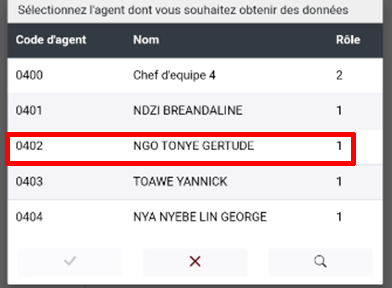 Sélectionnez l'agent dont vous souhaitez obtenir des données
Code d'agent Nom Rôle
0400 Chef d'equipe 4 2
0401 NDZI BREANDALINE 1
0402 NGO TONYE GERTUDE 1
0403 TOAWE YANNICK 1
0404 NYA NYEBE LIN GEORGE 1